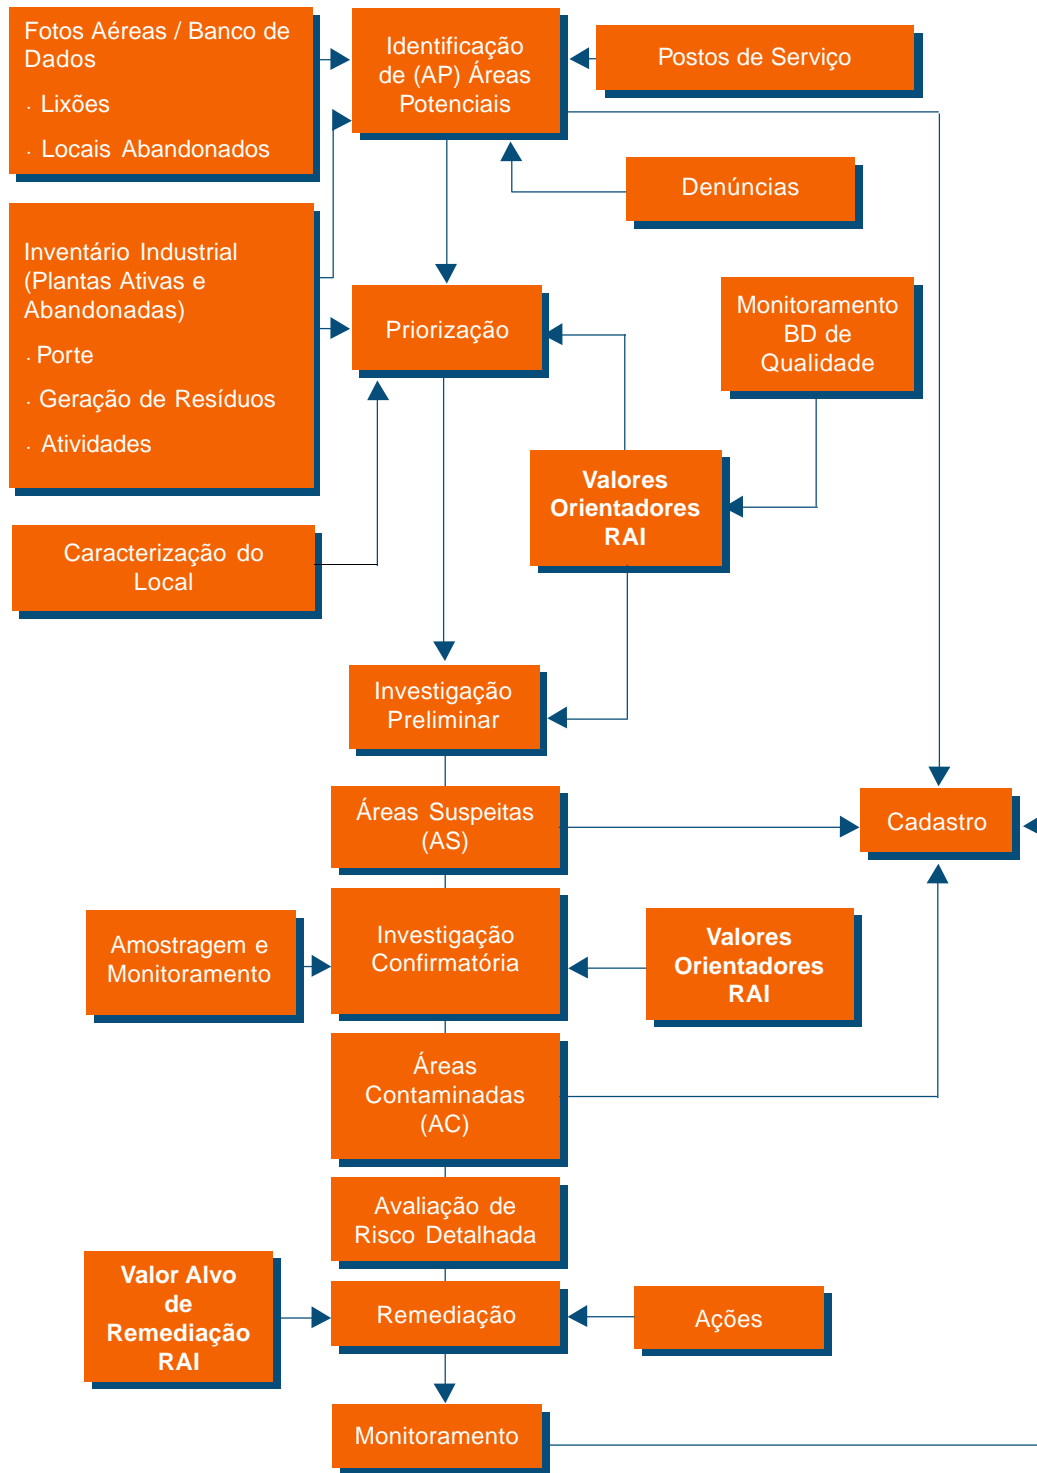 Fotos Aéreas / Banco de
Dados
· Lixões
· Locais Abandonados
Identificação
de (AP) Áreas
Potenciais
Postos de Serviço
Denúncias
Inventário Industrial
(Plantas Ativas e
Abandonadas)
· Porte
· Geração de Resíduos
· Atividades
Priorização
Monitoramento
BD de
Qualidade
Valores
Orientadores
RAI
Caracterização do
Local
Investigação
Preliminar
Áreas Suspeitas
(AS)
Cadastro
Amostragem e
Monitoramento
Investigação
Confirmatória
Valores
Orientadores
RAI
Áreas
Contaminadas
(AC)
Avaliação de
Risco Detalhada
Valor Alvo
de
Remediação
RAI
Remediação
Ações
Monitoramento